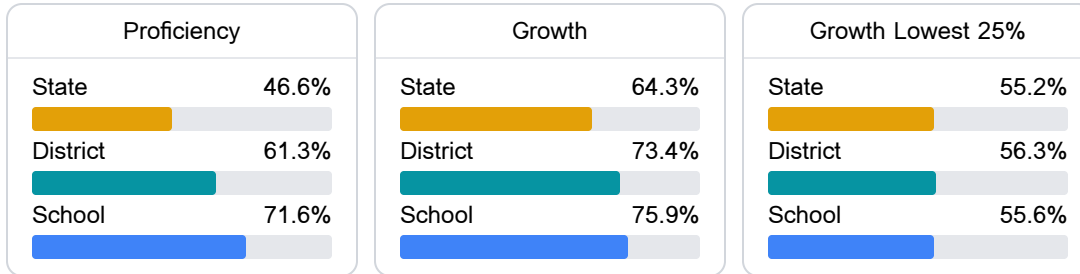 Proficiency
State 46.6%
District 61.3%
School 71.6%
Growth
State 64.3%
District 73.4%
School 75.9%
Growth Lowest 25%
State 55.2%
District 56.3%
School 55.6%